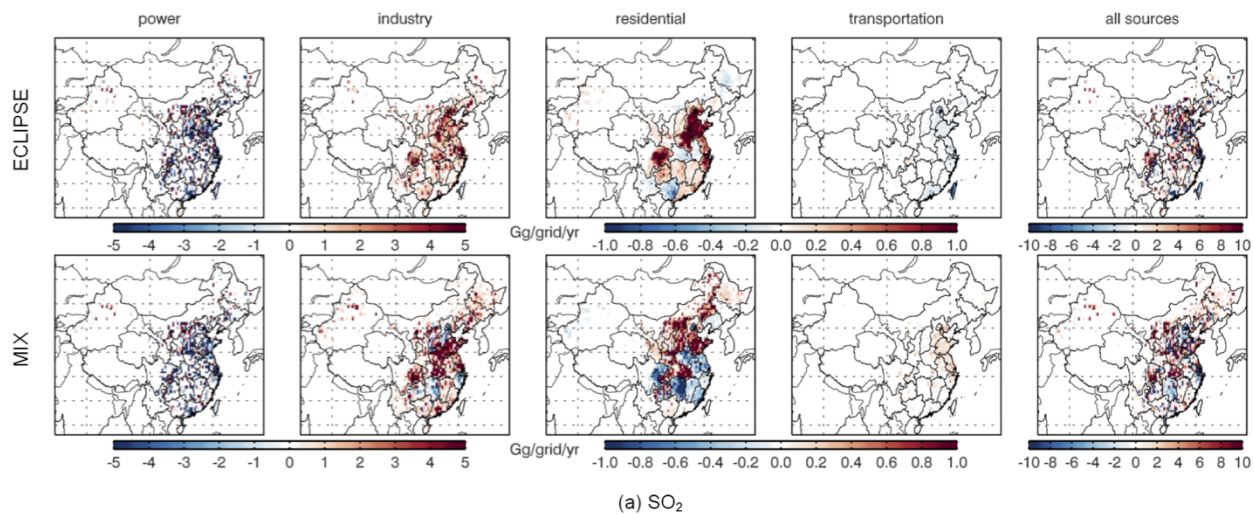 power industry residential transportation all sources
ECLIPSE
-5 -4 -3 -2 -1 0 1 2 3 4 5 Gg/grid/yr -1.0 -0.8 -0.6 -0.4 -0.2 0.0 0.2 0.4 0.6 0.8 1.0 -10 -8 -6 -4 -2 0 2 4 6 8 10
MIX
-5 -4 -3 -2 -1 0 1 2 3 4 5 Gg/grid/yr -1.0 -0.8 -0.6 -0.4 -0.2 0.0 0.2 0.4 0.6 0.8 1.0 -10 -8 -6 -4 -2 0 2 4 6 8 10
(a) SO₂